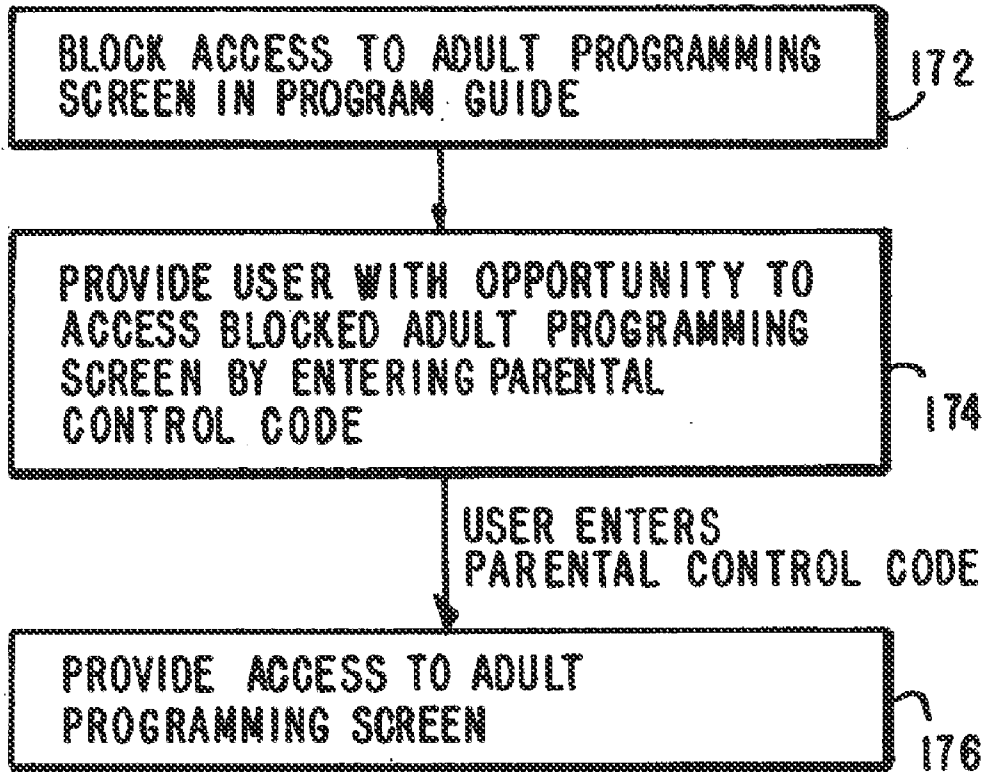 BLOCK ACCESS TO ADULT PROGRAMMING
SCREEN IN PROGRAM GUIDE
172
PROVIDE USER WITH OPPORTUNITY TO
ACCESS BLOCKED ADULT PROGRAMMING
SCREEN BY ENTERING PARENTAL
CONTROL CODE
174
USER ENTERS
PARENTAL CONTROL CODE
PROVIDE ACCESS TO ADULT
PROGRAMMING SCREEN
176